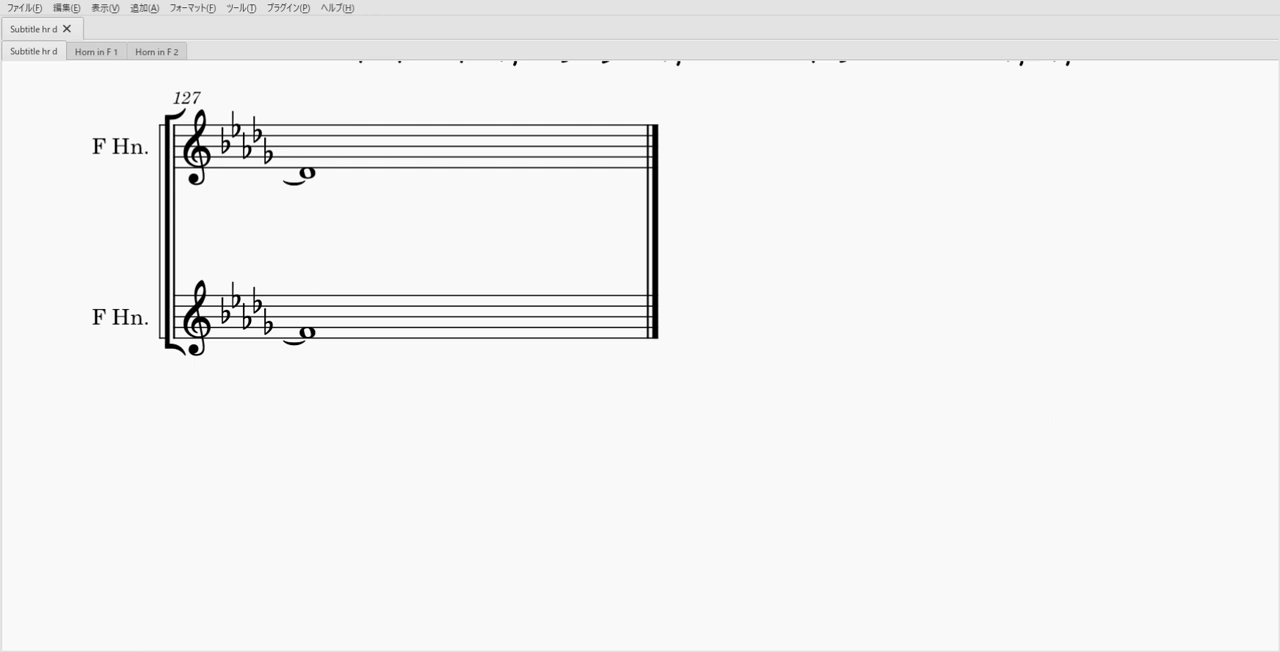 ファイル(F) 編集(E) 表示(V) 追加(A) フォーマット(F) ツール(T) プラグイン(P) ヘルプ(H)
Subtitle hr d
Subtitle hr d Horn in F 1 Horn in F 2
127
F Hn.
F Hn.